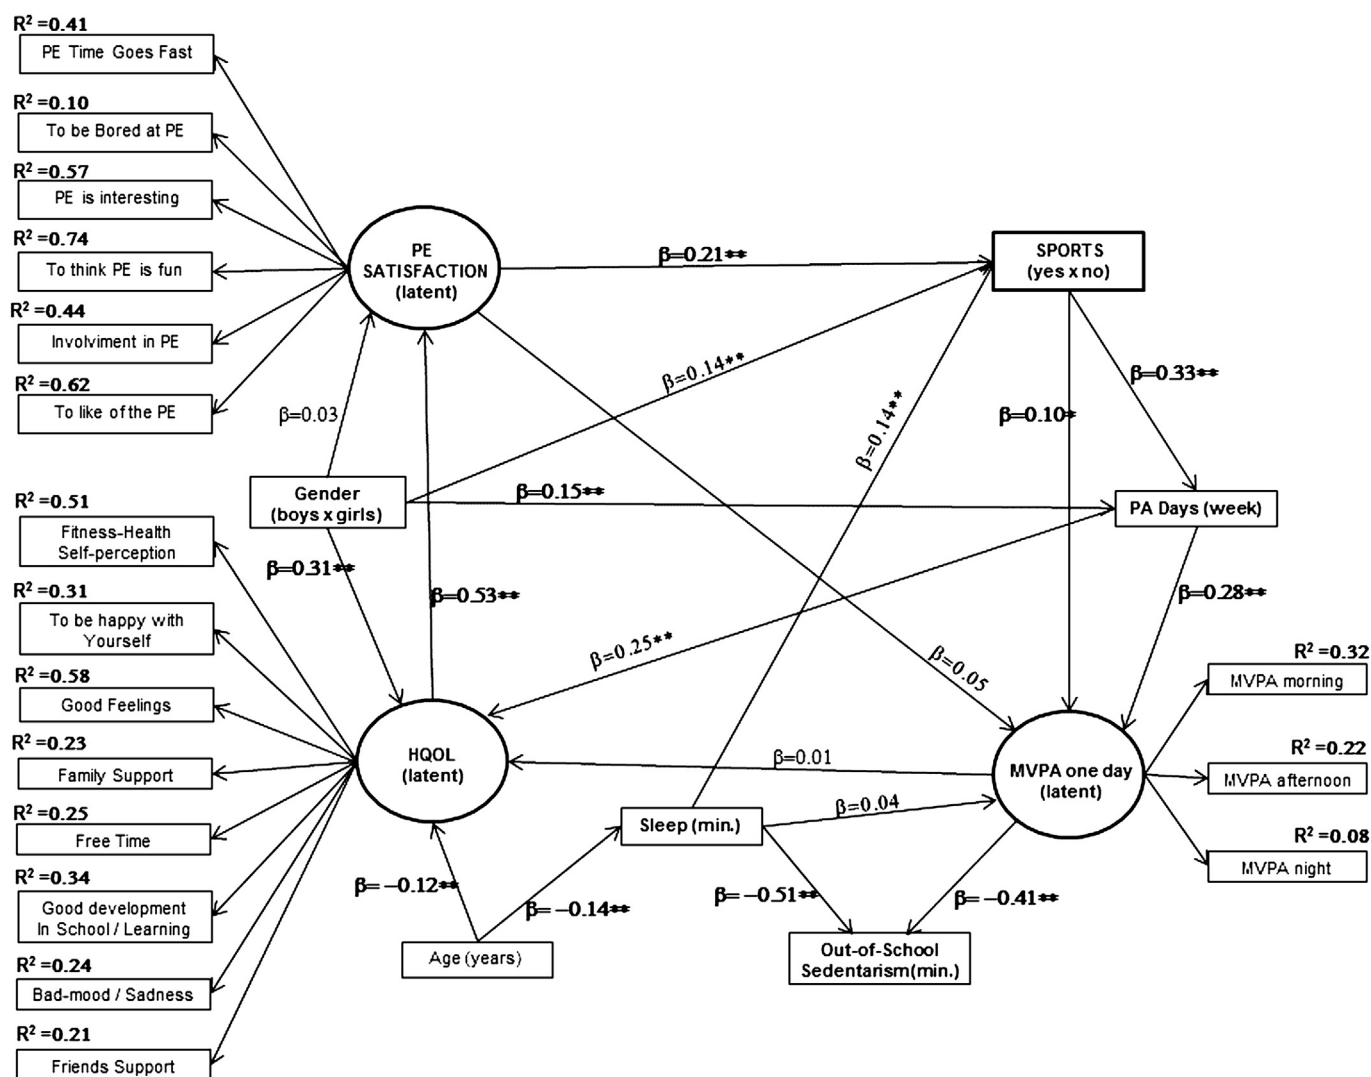 R² =0.41
PE Time Goes Fast
R² =0.10
To be Bored at PE
R² =0.57
PE is interesting
R² =0.74
To think PE is fun
R² =0.44
Involviment in PE
R² =0.62
To like of the PE
R² =0.51
Fitness-Health
Self-perception
R² =0.31
To be happy with
Yourself
R² =0.58
Good Feelings
R² =0.23
Family Support
R² =0.25
Free Time
R² =0.34
Good development
In School / Learning
R² =0.24
Bad-mood / Sadness
R² =0.21
Friends Support
PE
SATISFACTION
(latent)
β=0.21**
SPORTS
(yes x no)
β=0.14**
β=0.14**
β=0.33**
β=0.10*
β=0.03
Gender
(boys x girls)
β=0.15**
PA Days (week)
β=0.31**
β=0.53**
β=0.25**
β=0.05
β=0.28**
HQOL
(latent)
β=0.01
MVPA one day
(latent)
R² =0.32
MVPA morning
R² =0.22
MVPA afternoon
R² =0.08
MVPA night
Sleep (min.)
β=0.04
β= −0.12**
β= −0.14**
β= −0.51**
β= −0.41**
Age (years)
Out-of-School
Sedentarism(min.)